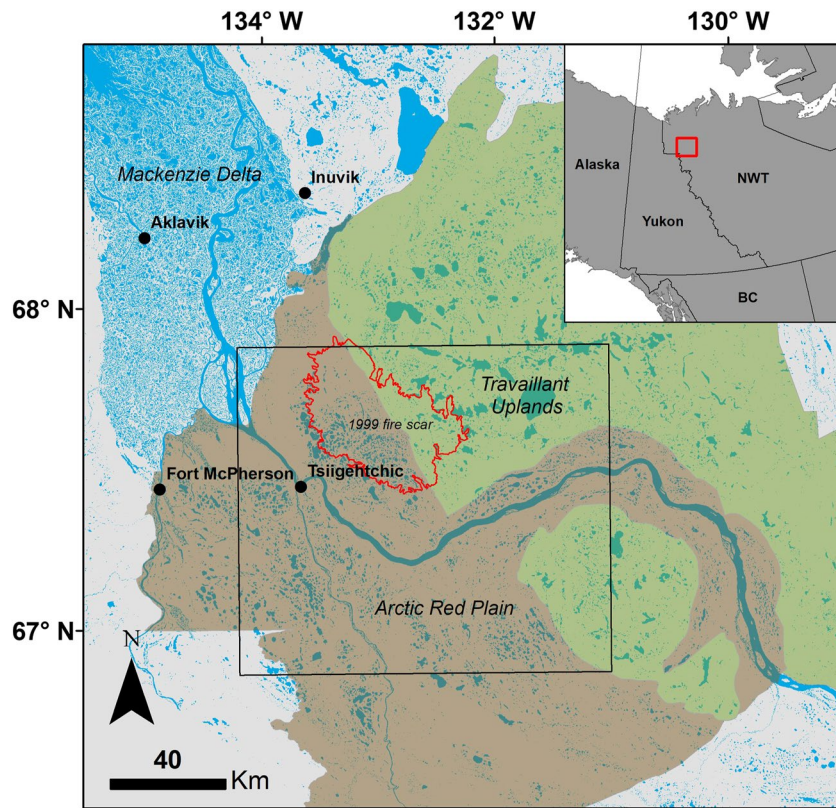 134° W
132° W
130° W
Mackenzie Delta
Inuvik
Aklavik
Alaska
NWT
Yukon
BC
68° N
Travaillant
Uplands
1999 fire scar
Fort McPherson
Tsiigehtchic
Arctic Red Plain
67° N
N
40
Km